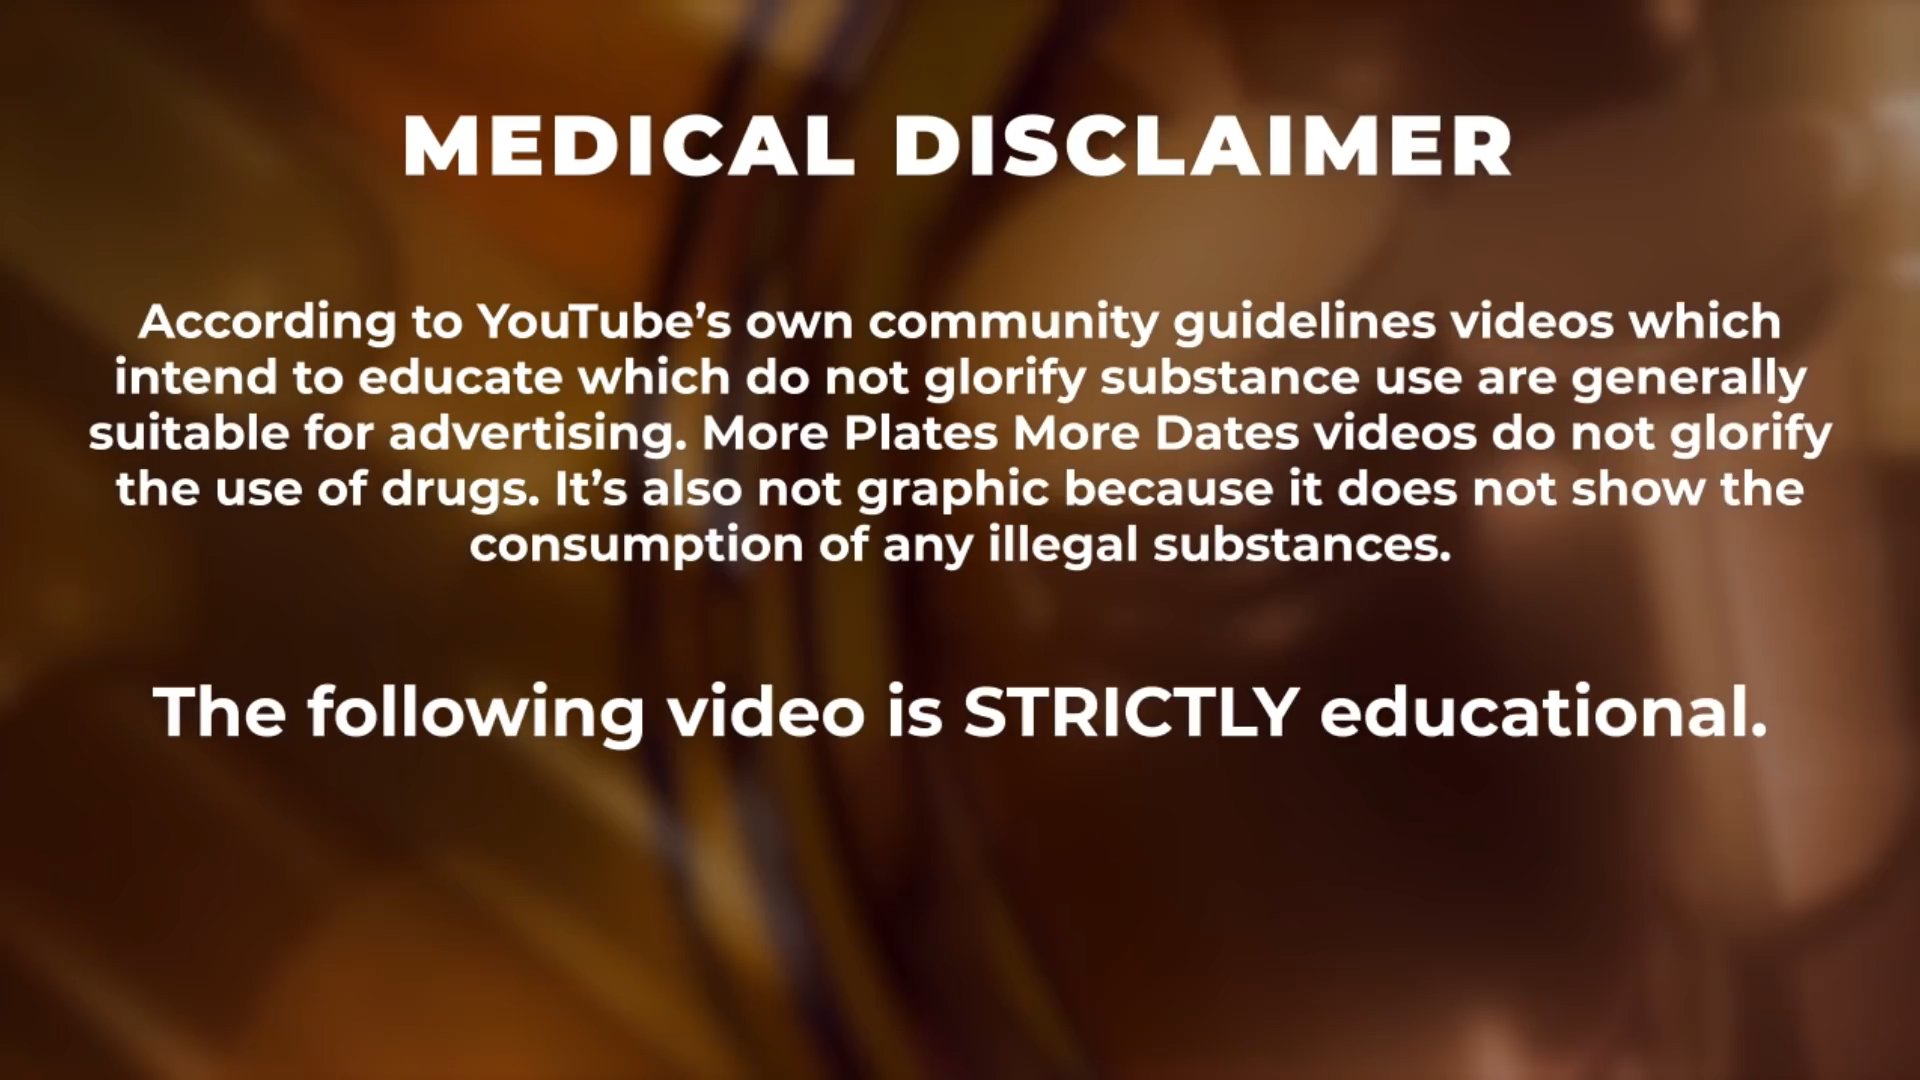 MEDICAL DISCLAIMER
According to YouTube’s own community guidelines videos which
intend to educate which do not glorify substance use are generally
suitable for advertising. More Plates More Dates videos do not glorify
the use of drugs. It’s also not graphic because it does not show the
consumption of any illegal substances.
The following video is STRICTLY educational.